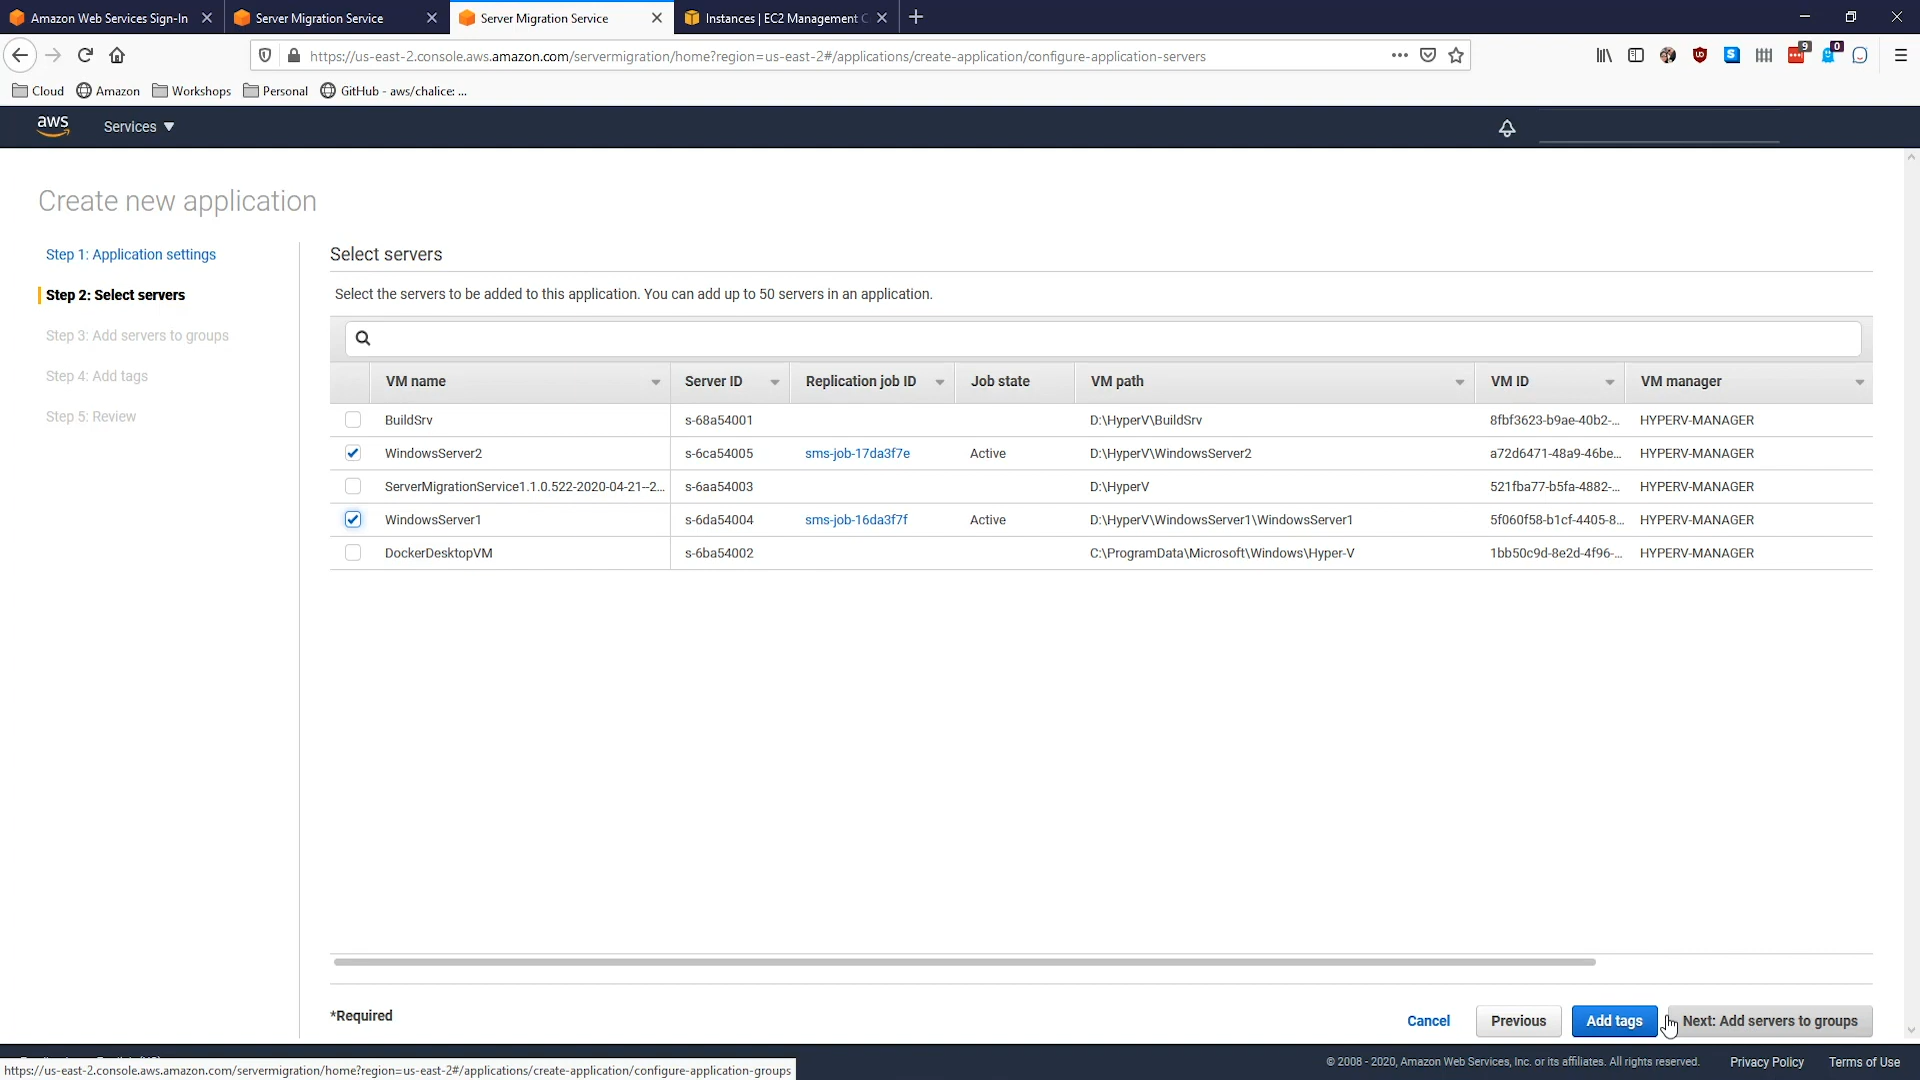 Amazon Web Services Sign-In
Server Migration Service
Server Migration Service
Instances | EC2 Management C
https://us-east-2.console.aws.amazon.com/servermigration/home?region=us-east-2#/applications/create-application/configure-application-servers
9
0
Cloud
Amazon
Workshops
Personal
GitHub - aws/chalice: ...
aws
Services
Create new application
Step 1: Application settings
Step 2: Select servers
Step 3: Add servers to groups
Step 4: Add tags
Step 5: Review
Select servers
Select the servers to be added to this application. You can add up to 50 servers in an application.
VM name Server ID Replication job ID Job state VM path VM ID VM manager
BuildSrv s-68a54001 D:\HyperV\BuildSrv 8fbf3623-b9ae-40b2-... HYPERV-MANAGER
WindowsServer2 s-6ca54005 sms-job-17da3f7e Active D:\HyperV\WindowsServer2 a72d6471-48a9-46be... HYPERV-MANAGER
ServerMigrationService1.1.0.522-2020-04-21--2... s-6aa54003 D:\HyperV 521fba77-b5fa-4882-... HYPERV-MANAGER
WindowsServer1 s-6da54004 sms-job-16da3f7f Active D:\HyperV\WindowsServer1\WindowsServer1 5f060f58-b1cf-4405-8... HYPERV-MANAGER
DockerDesktopVM s-6ba54002 C:\ProgramData\Microsoft\Windows\Hyper-V 1bb50c9d-8e2d-4f96-... HYPERV-MANAGER
*Required
Cancel
Previous
Add tags
Next: Add servers to groups
© 2008 - 2020, Amazon Web Services, Inc. or its affiliates. All rights reserved.
Privacy Policy
Terms of Use
https://us-east-2.console.aws.amazon.com/servermigration/home?region=us-east-2#/applications/create-application/configure-application-groups